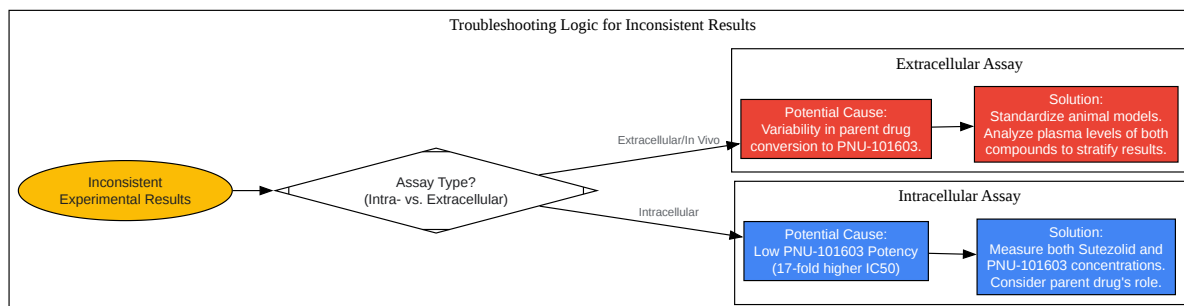 Troubleshooting Logic for Inconsistent Results
Inconsistent
Experimental Results
Assay Type?
(Intra- vs. Extracellular)
Extracellular/In Vivo
Intracellular
Extracellular Assay
Potential Cause:
Variability in parent drug
conversion to PNU-101603.
Solution:
Standardize animal models.
Analyze plasma levels of both
compounds to stratify results.
Intracellular Assay
Potential Cause:
Low PNU-101603 Potency
(17-fold higher IC50)
Solution:
Measure both Sutezolid and
PNU-101603 concentrations.
Consider parent drug's role.